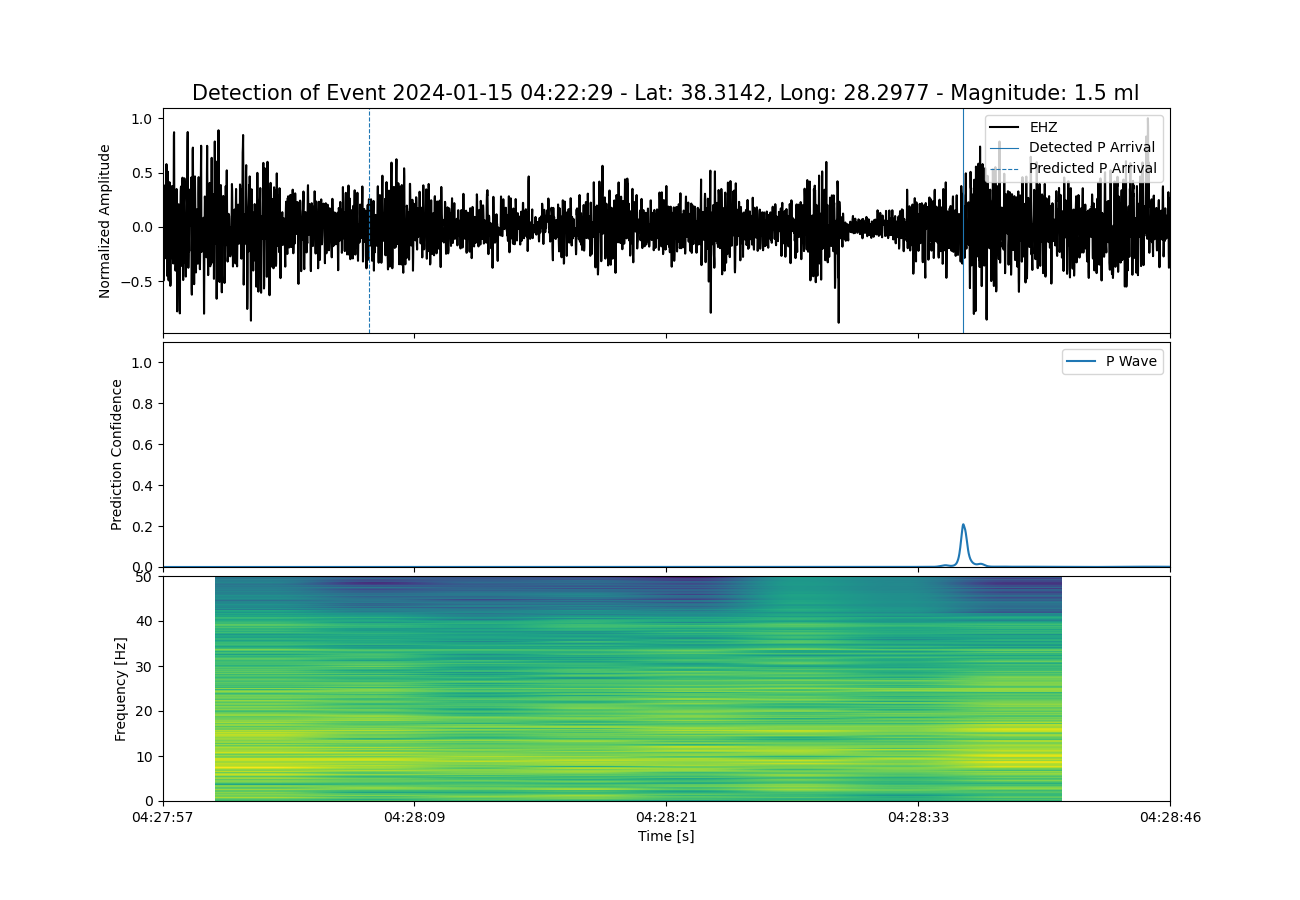 Detection of Event 2024-01-15 04:22:29 - Lat: 38.3142, Long: 28.2977 - Magnitude: 1.5 ml
Normalized Amplitude
1.0
0.5
0.0
−0.5
EHZ
Detected P Arrival
Predicted P Arrival
Prediction Confidence
1.0
0.8
0.6
0.4
0.2
0.0
P Wave
Frequency [Hz]
50
40
30
20
10
0
04:27:57
04:28:09
04:28:21
04:28:33
04:28:46
Time [s]